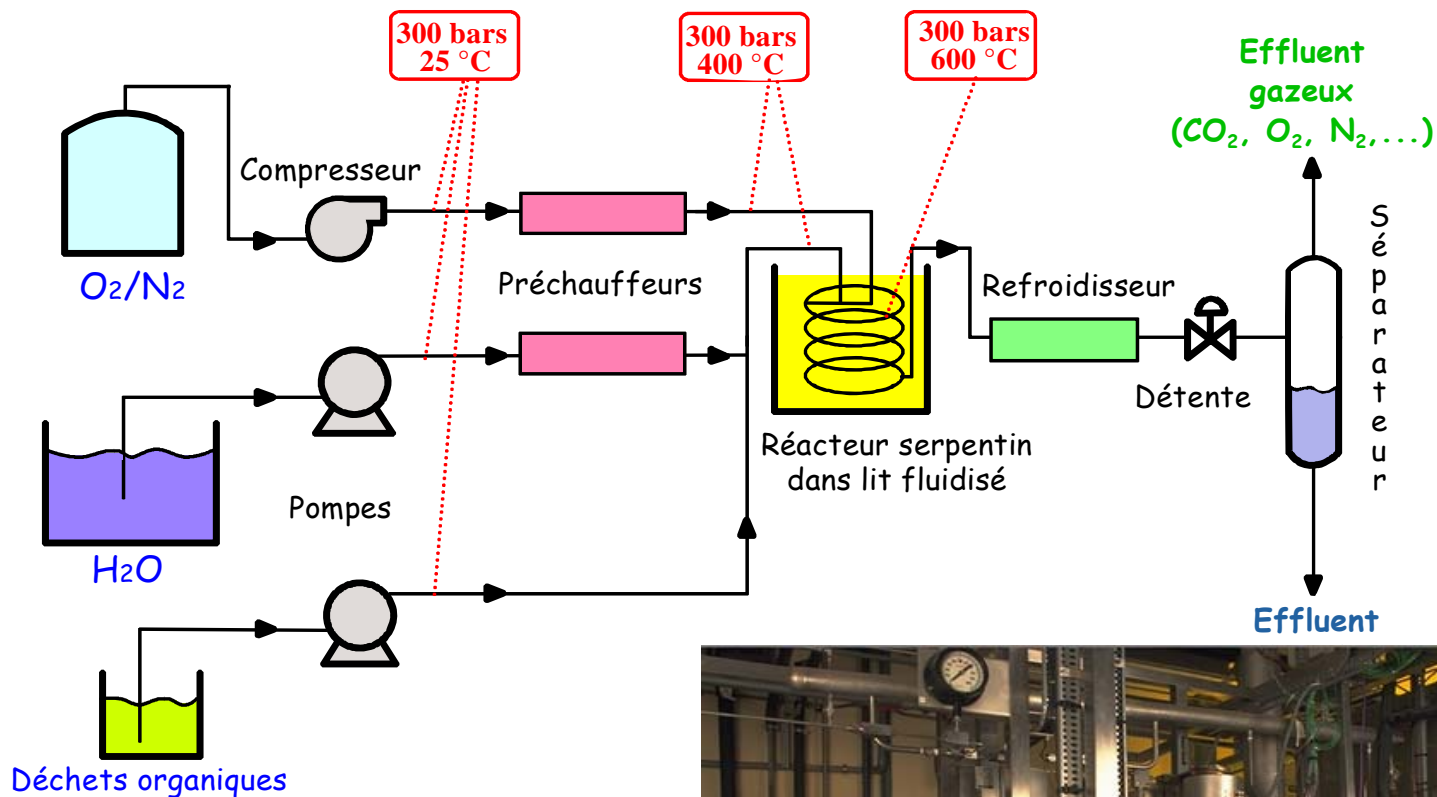 300 bars
25 °C
300 bars
400 °C
300 bars
600 °C
Effluent
gazeux
(CO₂, O₂, N₂,...)
Compresseur
O₂/N₂
Préchauffeurs
Refroidisseur
Séparateur
Détente
Réacteur serpentin
dans lit fluidisé
Pompes
H₂O
Effluent
Déchets organiques